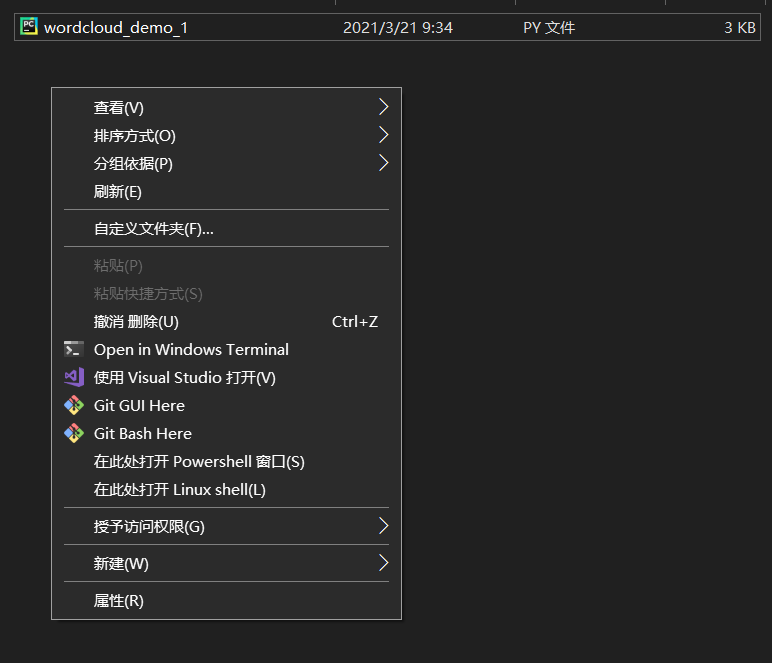 wordcloud_demo_1 2021/3/21 9:34 PY 文件 3 KB
查看(V)
排序方式(O)
分组依据(P)
刷新(E)
自定义文件夹(F)...
粘贴(P)
粘贴快捷方式(S)
撤消 删除(U) Ctrl+Z
Open in Windows Terminal
使用 Visual Studio 打开(V)
Git GUI Here
Git Bash Here
在此处打开 Powershell 窗口(S)
在此处打开 Linux shell(L)
授予访问权限(G)
新建(W)
属性(R)